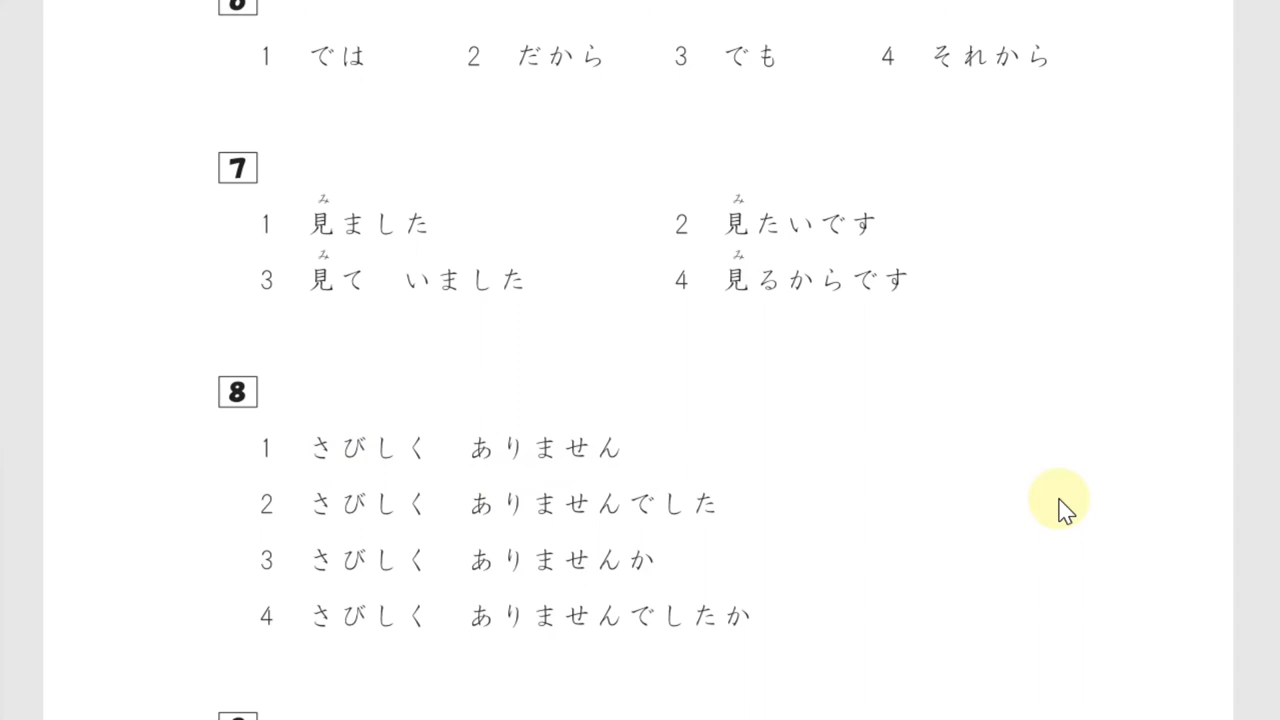 1 では 2 だから 3 でも 4 それから
7
み み
1 見ました 2 見たいです
み み
3 見て いました 4 見るからです
8
1 さびしく ありません
2 さびしく ありませんでした
3 さびしく ありませんか
4 さびしく ありませんでしたか